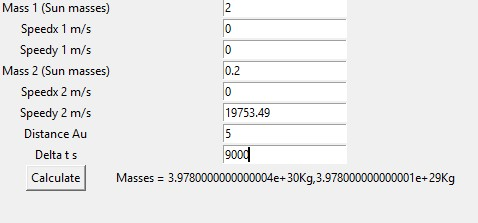 Mass 1 (Sun masses) 2
Speedx 1 m/s 0
Speedy 1 m/s 0
Mass 2 (Sun masses) 0.2
Speedx 2 m/s 0
Speedy 2 m/s 19753.49
Distance Au 5
Delta t s 9000
Calculate Masses = 3.9780000000000004e+30Kg,3.978000000000001e+29Kg